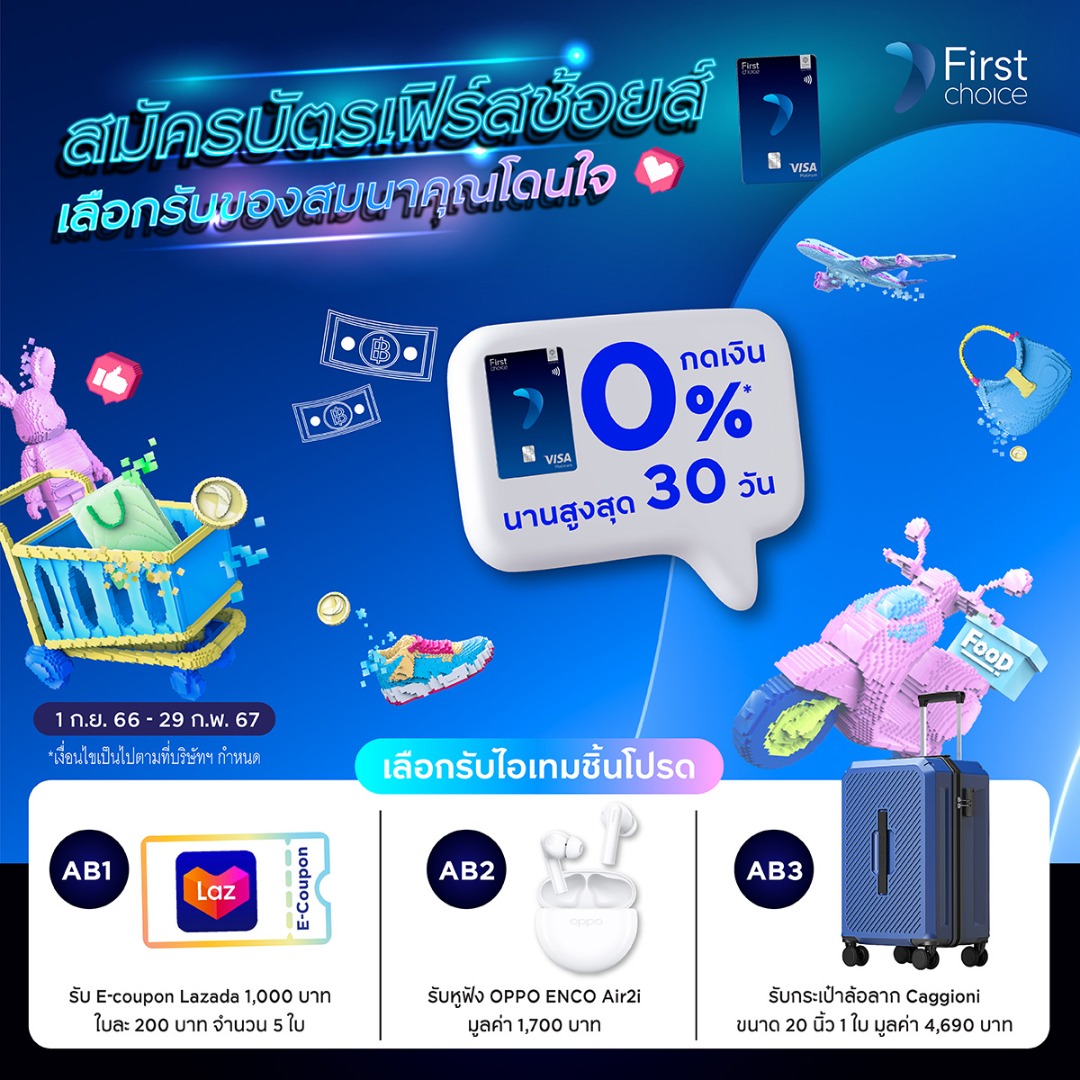 First
choice
สมัครบัตรเฟิร์สช้อยส์
เลือกรับของสมนาคุณโดนใจ
First
choice
VISA
Platinum
First
choice
VISA
Platinum
กดเงิน
0%*
นานสูงสุด 30 วัน
FOOD
1 ก.ย. 66 - 29 ก.พ. 67
*เงื่อนไขเป็นไปตามที่บริษัทฯ กำหนด
เลือกรับไอเทมชิ้นโปรด
AB1
Laz
E-Coupon
รับ E-coupon Lazada 1,000 บาท
ใบละ 200 บาท จำนวน 5 ใบ
AB2
oppo
รับหูฟัง OPPO ENCO Air2i
มูลค่า 1,700 บาท
AB3
รับกระเป๋าล้อลาก Caggioni
ขนาด 20 นิ้ว 1 ใบ มูลค่า 4,690 บาท